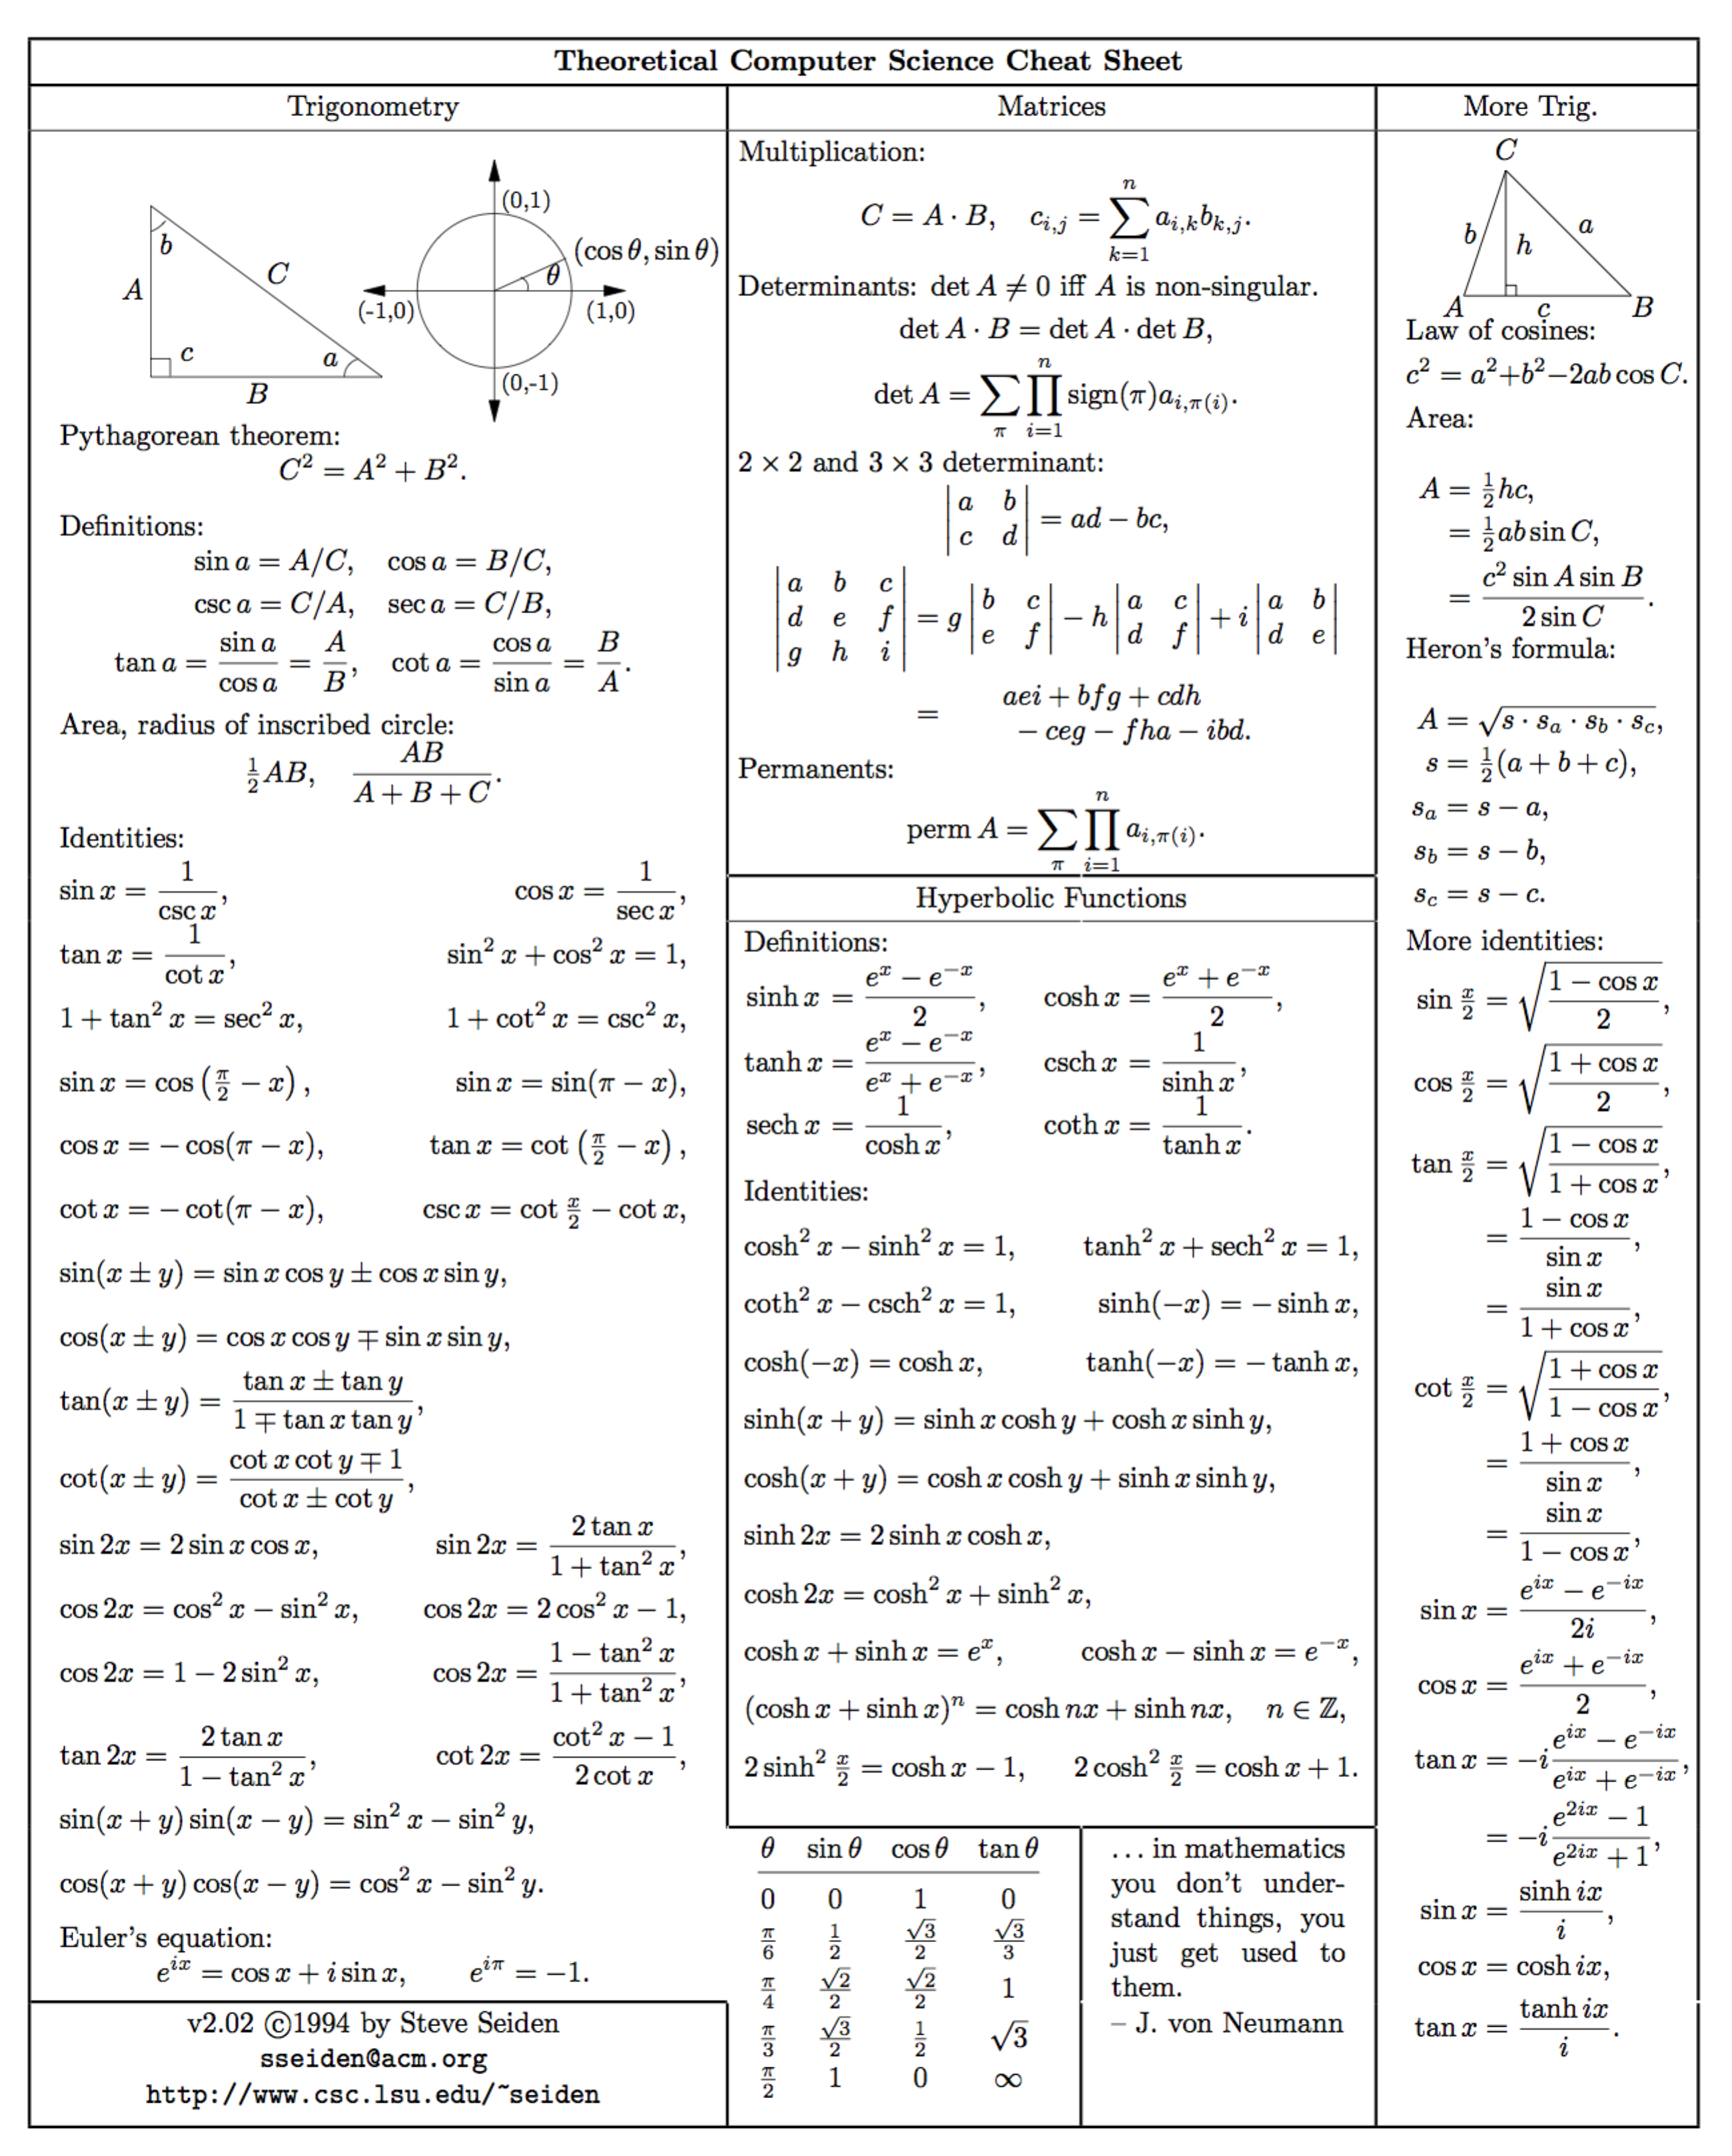 Theoretical Computer Science Cheat Sheet
Trigonometry
A
b
C
c
a
B
(0,1)
(cos θ, sin θ)
θ
(-1,0)
(1,0)
(0,-1)
Pythagorean theorem:
C² = A² + B².
Definitions:
sin a = A/C, cos a = B/C,
csc a = C/A, sec a = C/B,
tan a = sin a / cos a = A/B, cot a = cos a / sin a = B/A.
Area, radius of inscribed circle:
½AB, AB/(A + B + C).
Identities:
sin x = 1/csc x, cos x = 1/sec x,
tan x = 1/cot x, sin² x + cos² x = 1,
1 + tan² x = sec² x, 1 + cot² x = csc² x,
sin x = cos (π/2 − x), sin x = sin(π − x),
cos x = − cos(π − x), tan x = cot (π/2 − x),
cot x = − cot(π − x), csc x = cot x/2 − cot x,
sin(x ± y) = sin x cos y ± cos x sin y,
cos(x ± y) = cos x cos y ∓ sin x sin y,
tan(x ± y) = (tan x ± tan y)/(1 ∓ tan x tan y),
cot(x ± y) = (cot x cot y ∓ 1)/(cot x ± cot y),
sin 2x = 2 sin x cos x, sin 2x = 2 tan x/(1 + tan² x),
cos 2x = cos² x − sin² x, cos 2x = 2 cos² x − 1,
cos 2x = 1 − 2 sin² x, cos 2x = (1 − tan² x)/(1 + tan² x),
tan 2x = 2 tan x/(1 − tan² x), cot 2x = (cot² x − 1)/(2 cot x),
sin(x + y) sin(x − y) = sin² x − sin² y,
cos(x + y) cos(x − y) = cos² x − sin² y.
Euler's equation:
e^{ix} = cos x + i sin x, e^{iπ} = −1.
v2.02 ©1994 by Steve Seiden
sseiden@acm.org
http://www.csc.lsu.edu/~seiden
Matrices
Multiplication:
C = A · B, c_{i,j} = ∑_{k=1}^{n} a_{i,k}b_{k,j}.
Determinants: det A ≠ 0 iff A is non-singular.
det A · B = det A · det B,
det A = ∑_π ∏_{i=1}^{n} sign(π)a_{i,π(i)}.
2 × 2 and 3 × 3 determinant:
| a b |
| c d | = ad − bc,
| a b c |
| d e f | = g | b c ; e f | − h | a c ; d f | + i | a b ; d e |
| g h i |
= aei + bfg + cdh
− ceg − fha − ibd.
Permanents:
perm A = ∑_π ∏_{i=1}^{n} a_{i,π(i)}.
Hyperbolic Functions
Definitions:
sinh x = (e^x − e^{−x})/2, cosh x = (e^x + e^{−x})/2,
tanh x = (e^x − e^{−x})/(e^x + e^{−x}), csch x = 1/sinh x,
sech x = 1/cosh x, coth x = 1/tanh x.
Identities:
cosh² x − sinh² x = 1, tanh² x + sech² x = 1,
coth² x − csch² x = 1, sinh(−x) = − sinh x,
cosh(−x) = cosh x, tanh(−x) = − tanh x,
sinh(x + y) = sinh x cosh y + cosh x sinh y,
cosh(x + y) = cosh x cosh y + sinh x sinh y,
sinh 2x = 2 sinh x cosh x,
cosh 2x = cosh² x + sinh² x,
cosh x + sinh x = e^x, cosh x − sinh x = e^{−x},
(cosh x + sinh x)^n = cosh nx + sinh nx, n ∈ ℤ,
2 sinh² x/2 = cosh x − 1, 2 cosh² x/2 = cosh x + 1.
θ sin θ cos θ tan θ
0 0 1 0
π/6 1/2 √3/2 √3/3
π/4 √2/2 √2/2 1
π/3 √3/2 1/2 √3
π/2 1 0 ∞
... in mathematics
you don't under-
stand things, you
just get used to
them.
– J. von Neumann
More Trig.
C
b
h
a
A
c
B
Law of cosines:
c² = a²+b²−2ab cos C.
Area:
A = ½hc,
= ½ab sin C,
= c² sin A sin B / 2 sin C.
Heron's formula:
A = √(s · s_a · s_b · s_c),
s = ½(a + b + c),
s_a = s − a,
s_b = s − b,
s_c = s − c.
More identities:
sin x/2 = √((1 − cos x)/2),
cos x/2 = √((1 + cos x)/2),
tan x/2 = √((1 − cos x)/(1 + cos x)),
= (1 − cos x)/sin x,
= sin x/(1 + cos x),
cot x/2 = √((1 + cos x)/(1 − cos x)),
= (1 + cos x)/sin x,
= sin x/(1 − cos x),
sin x = (e^{ix} − e^{−ix})/2i,
cos x = (e^{ix} + e^{−ix})/2,
tan x = −i (e^{ix} − e^{−ix})/(e^{ix} + e^{−ix}),
= −i (e^{2ix} − 1)/(e^{2ix} + 1),
sin x = sinh ix / i,
cos x = cosh ix,
tan x = tanh ix / i.